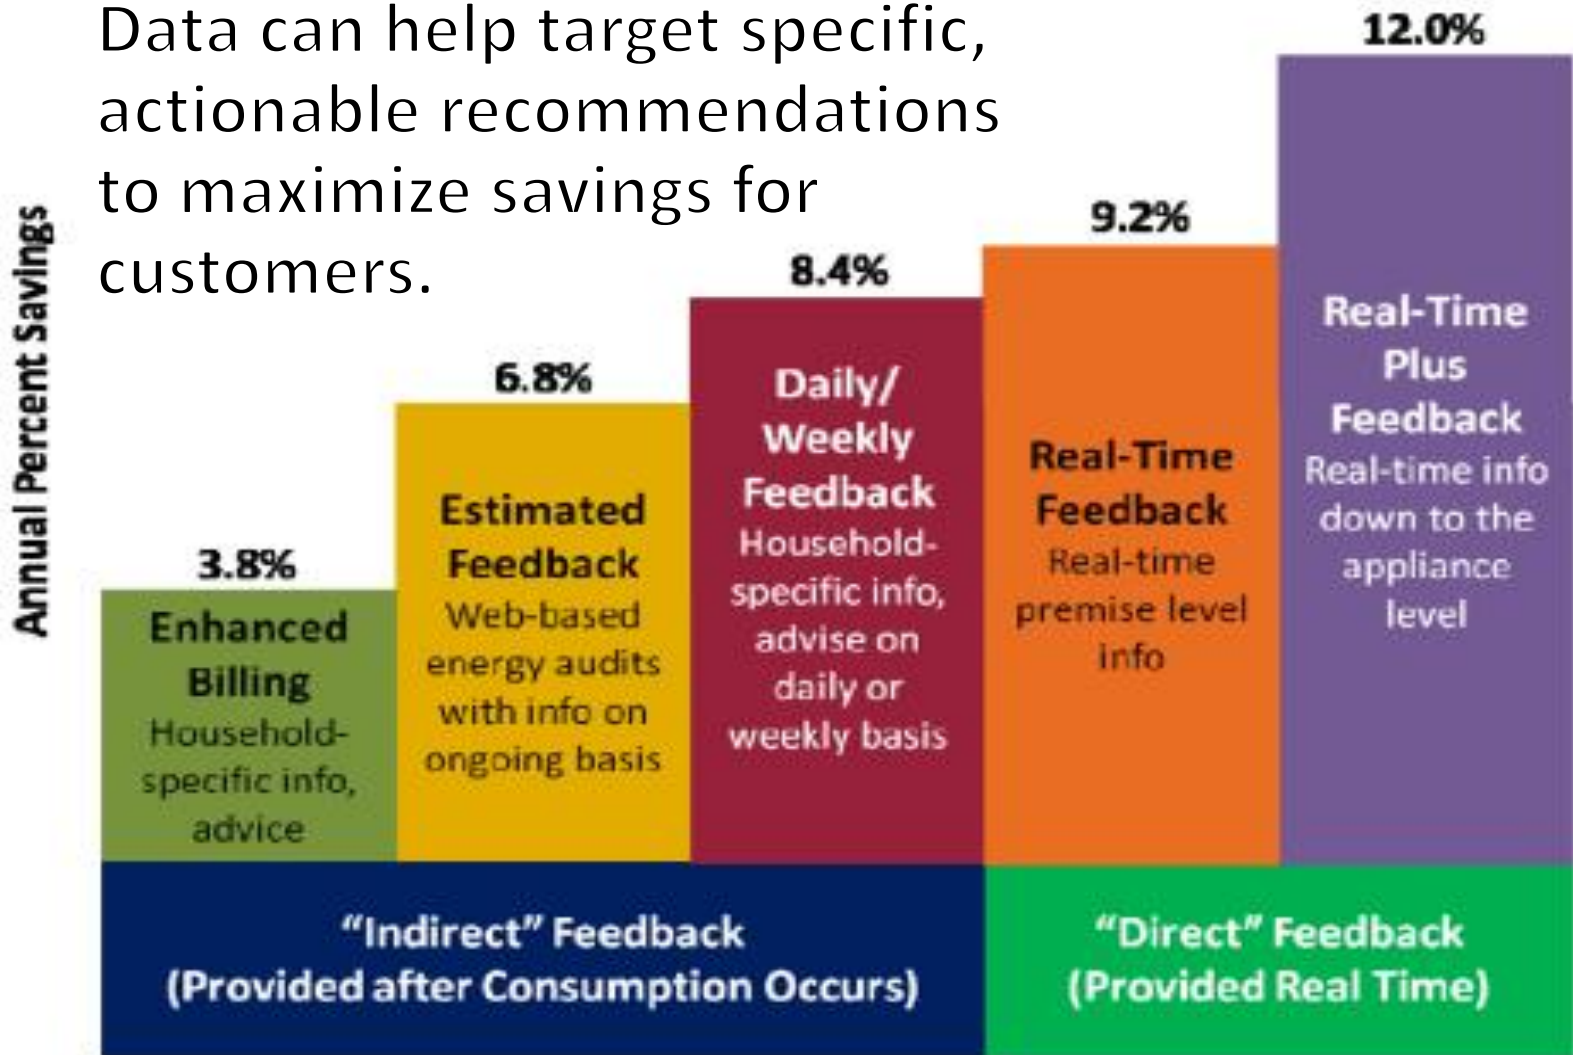 Data can help target specific,
actionable recommendations
to maximize savings for
customers.
Annual Percent Savings
3.8%
Enhanced
Billing
Household-
specific info,
advice
6.8%
Estimated
Feedback
Web-based
energy audits
with info on
ongoing basis
8.4%
Daily/
Weekly
Feedback
Household-
specific info,
advise on
daily or
weekly basis
9.2%
Real-Time
Feedback
Real-time
premise level
info
12.0%
Real-Time
Plus
Feedback
Real-time info
down to the
appliance
level
“Indirect” Feedback
(Provided after Consumption Occurs)
“Direct” Feedback
(Provided Real Time)